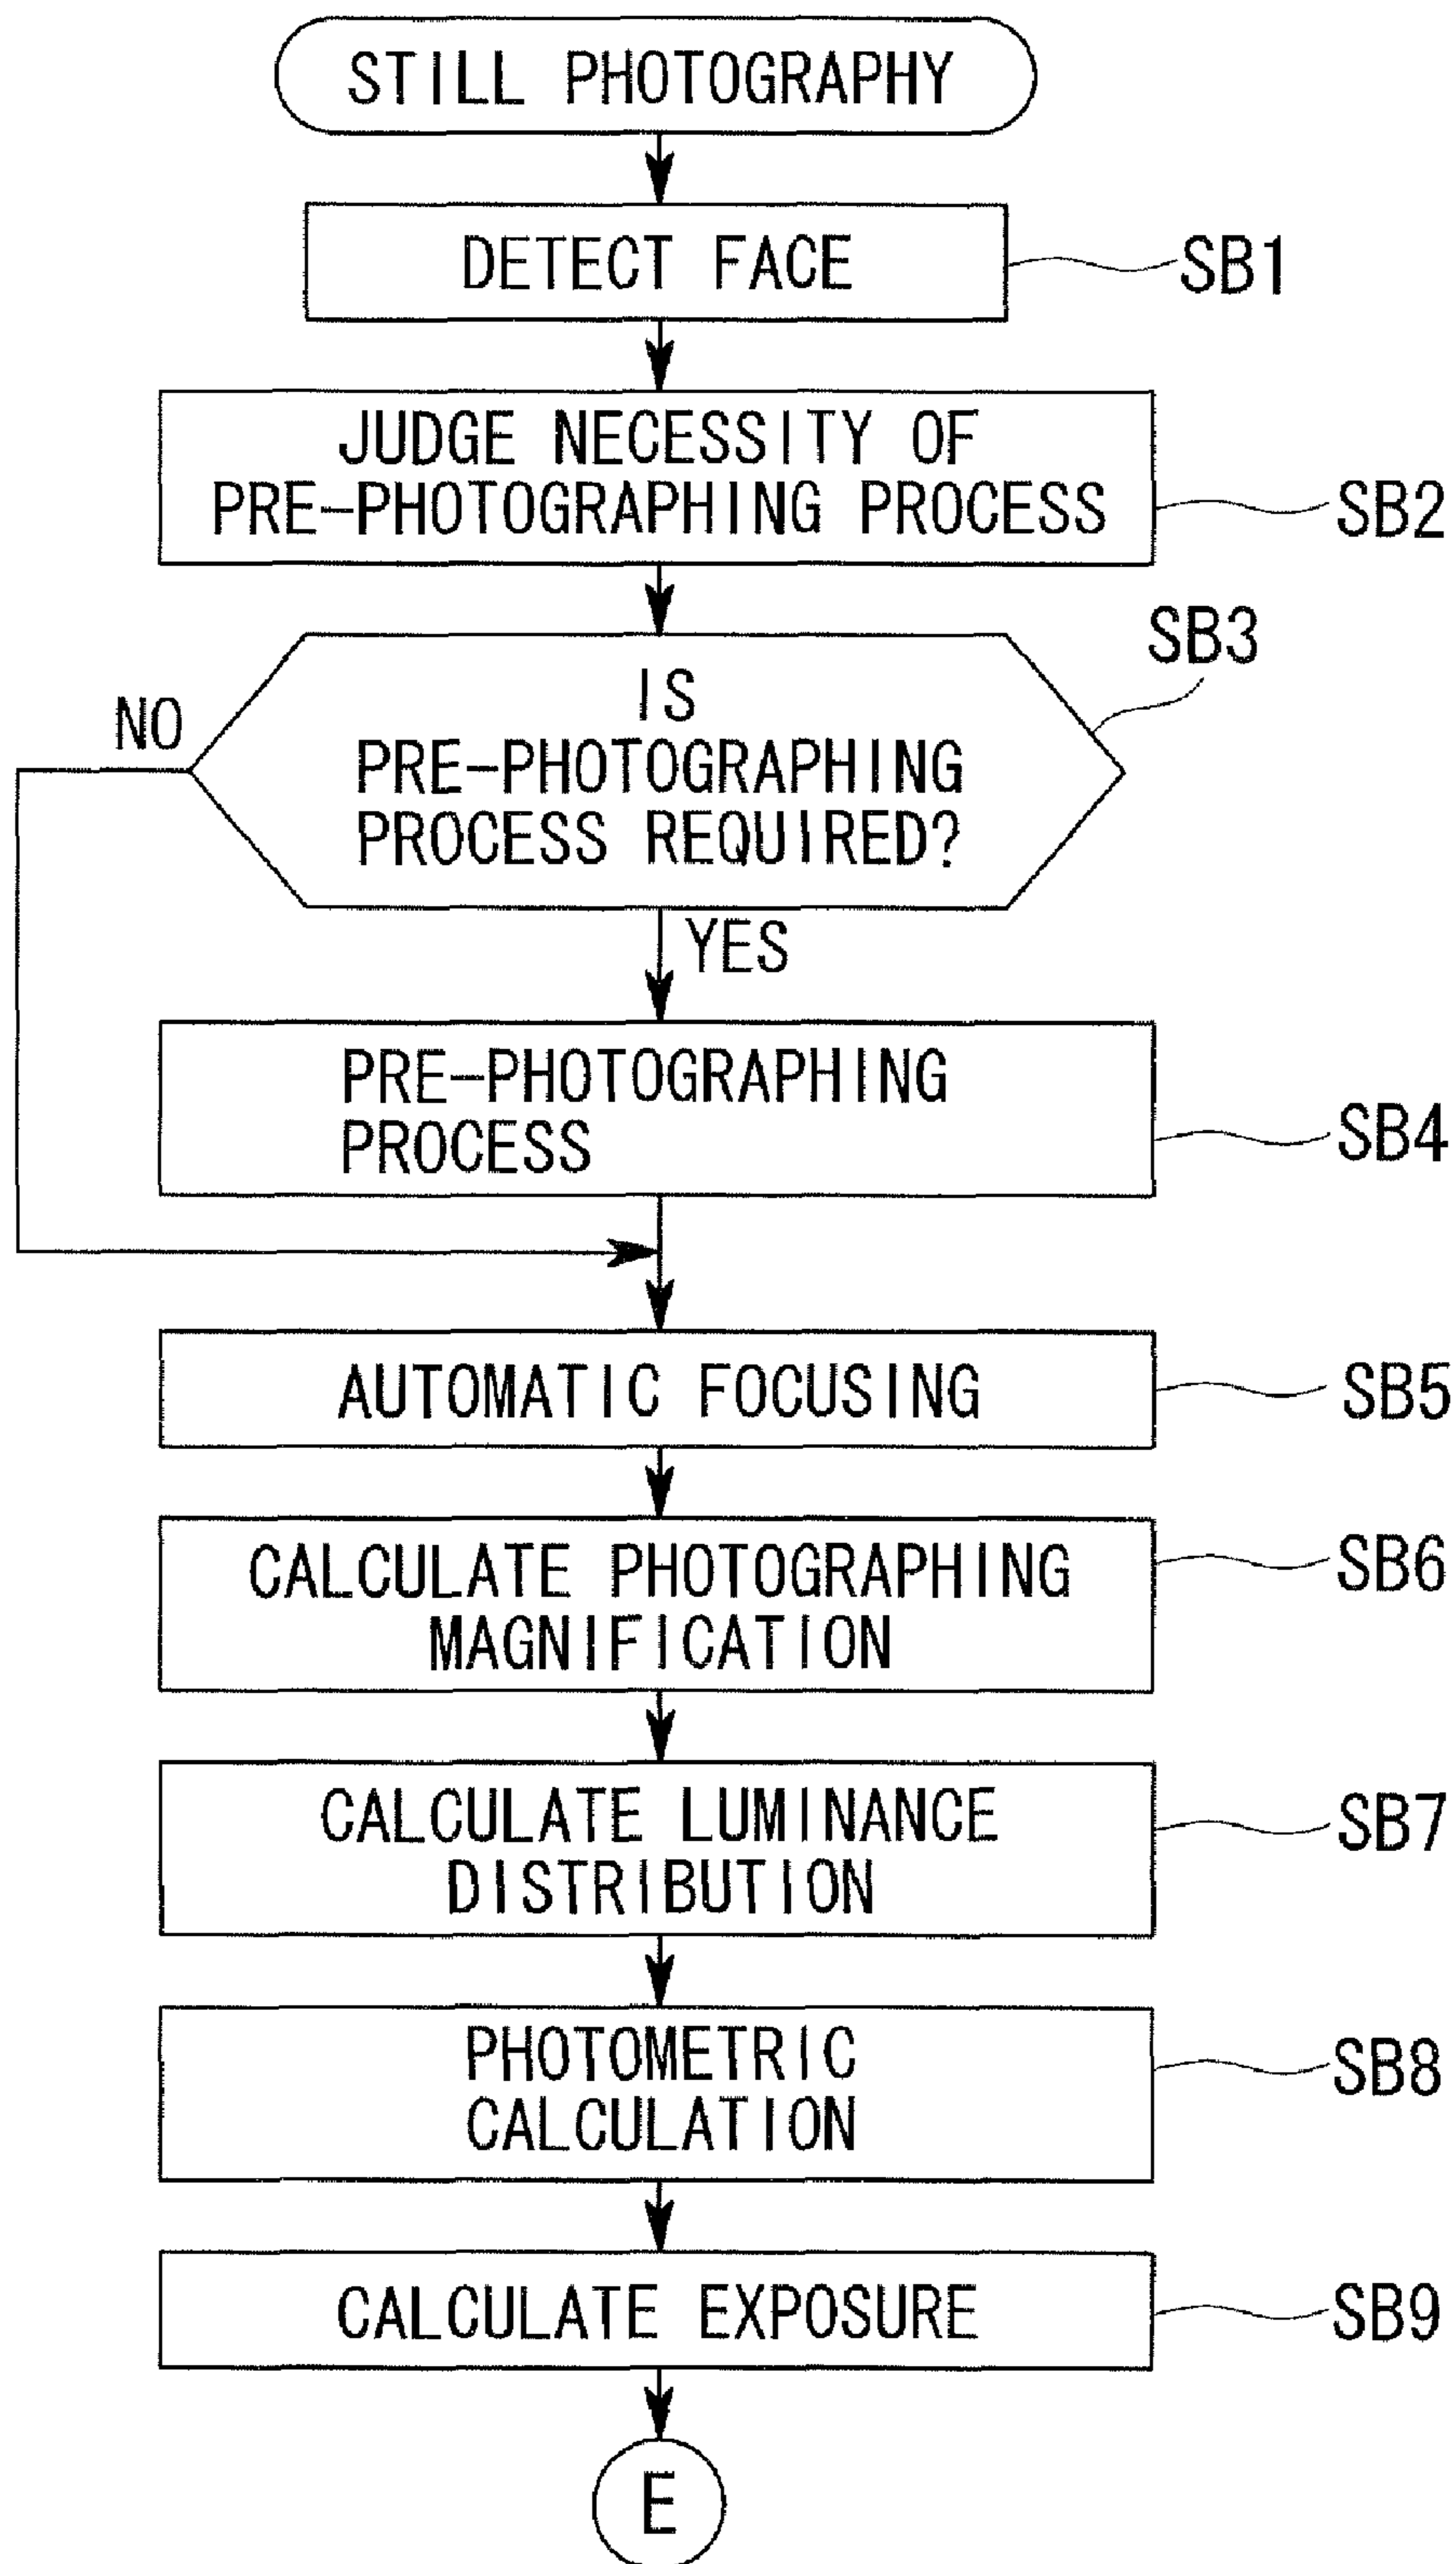 STILL PHOTOGRAPHY
DETECT FACE
SB1
JUDGE NECESSITY OF
PRE-PHOTOGRAPHING PROCESS
SB2
SB3
NO
IS
PRE-PHOTOGRAPHING
PROCESS REQUIRED?
YES
PRE-PHOTOGRAPHING
PROCESS
SB4
AUTOMATIC FOCUSING
SB5
CALCULATE PHOTOGRAPHING
MAGNIFICATION
SB6
CALCULATE LUMINANCE
DISTRIBUTION
SB7
PHOTOMETRIC
CALCULATION
SB8
CALCULATE EXPOSURE
SB9
E